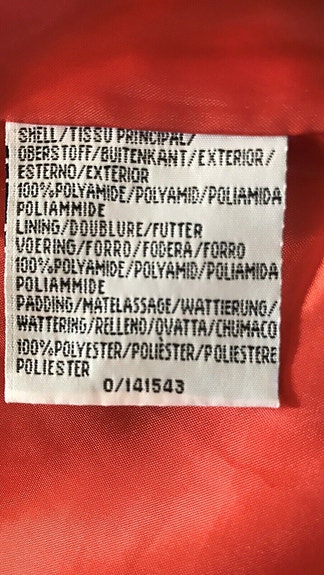 SHELL/TISSU PRINCIPAL/
OBERSTOFF/BUITENKANT/EXTERIOR/
ESTERNO/EXTERIOR
100%POLYAMIDE/POLYAMID/POLIAMIDA
POLIAMMIDE
LINING/DOUBLURE/FUTTER
VOERING/FORRO/FODERA/FORRO
100%POLYAMIDE/POLYAMID/POLIAMIDA
POLIAMMIDE
PADDING/MATELASSAGE/WATTIERUNG/
WATTERING/RELLENO/OVATTA/CHUMACO
100%POLYESTER/POLIÈSTER/POLIESTERE
POLIESTER
0/141543